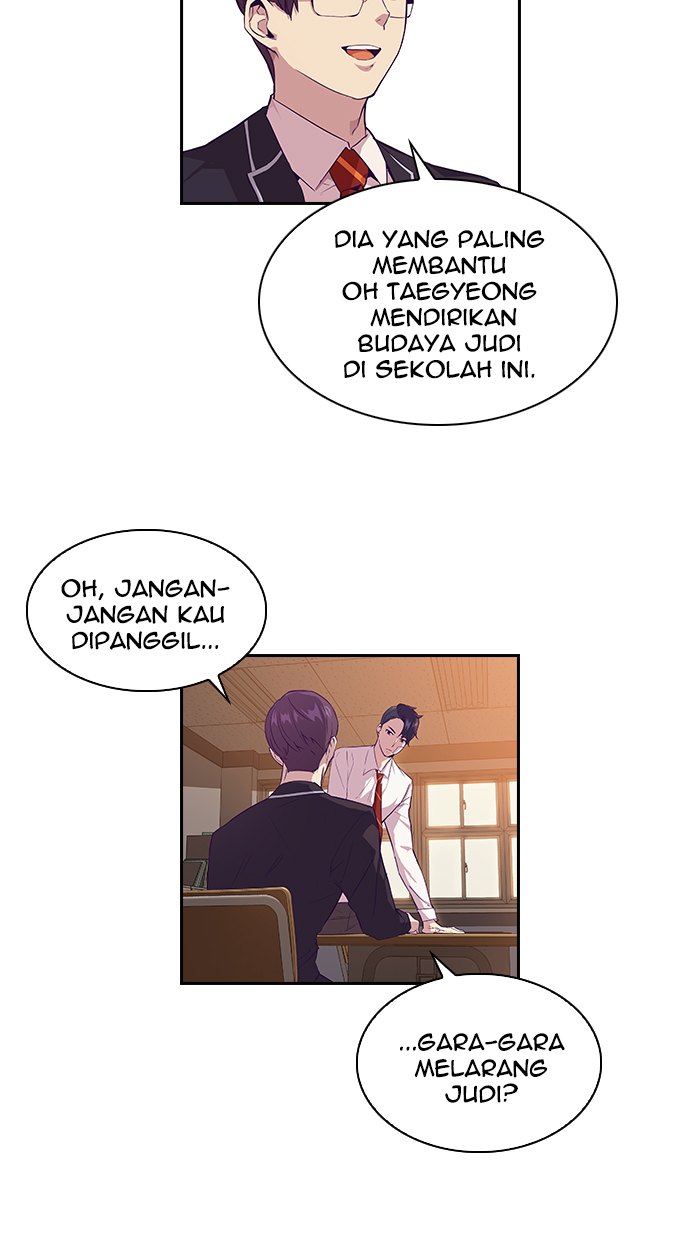 DIA YANG PALING
MEMBANTU
OH TAEGYEONG
MENDIRIKAN
BUDAYA JUDI
DI SEKOLAH INI.
OH, JANGAN-
JANGAN KAU
DIPANGGIL...
...GARA-GARA
MELARANG
JUDI?